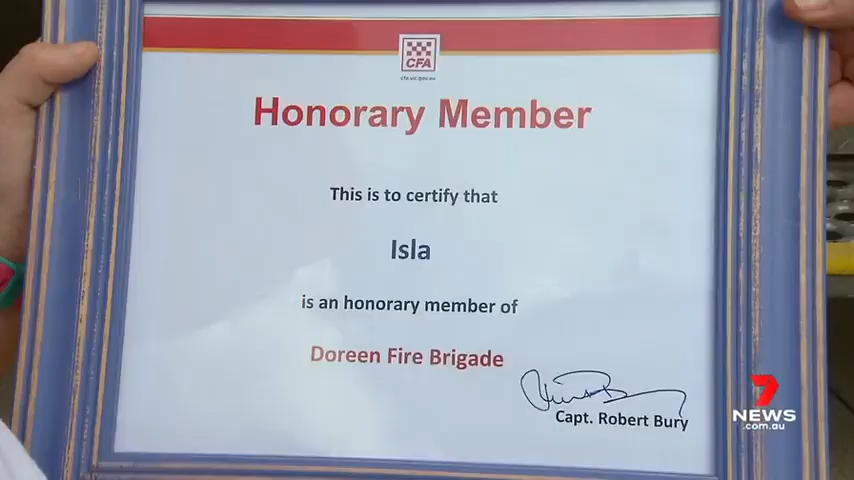 CFA
cfa.vic.gov.au
Honorary Member
This is to certify that
Isla
is an honorary member of
Doreen Fire Brigade
Capt. Robert Bury
7
NEWS
.com.au